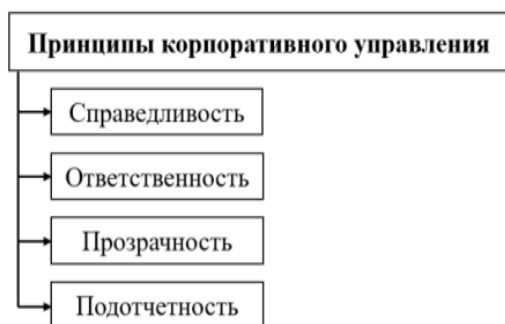 Принципы корпоративного управления
Справедливость
Ответственность
Прозрачность
Подотчетность